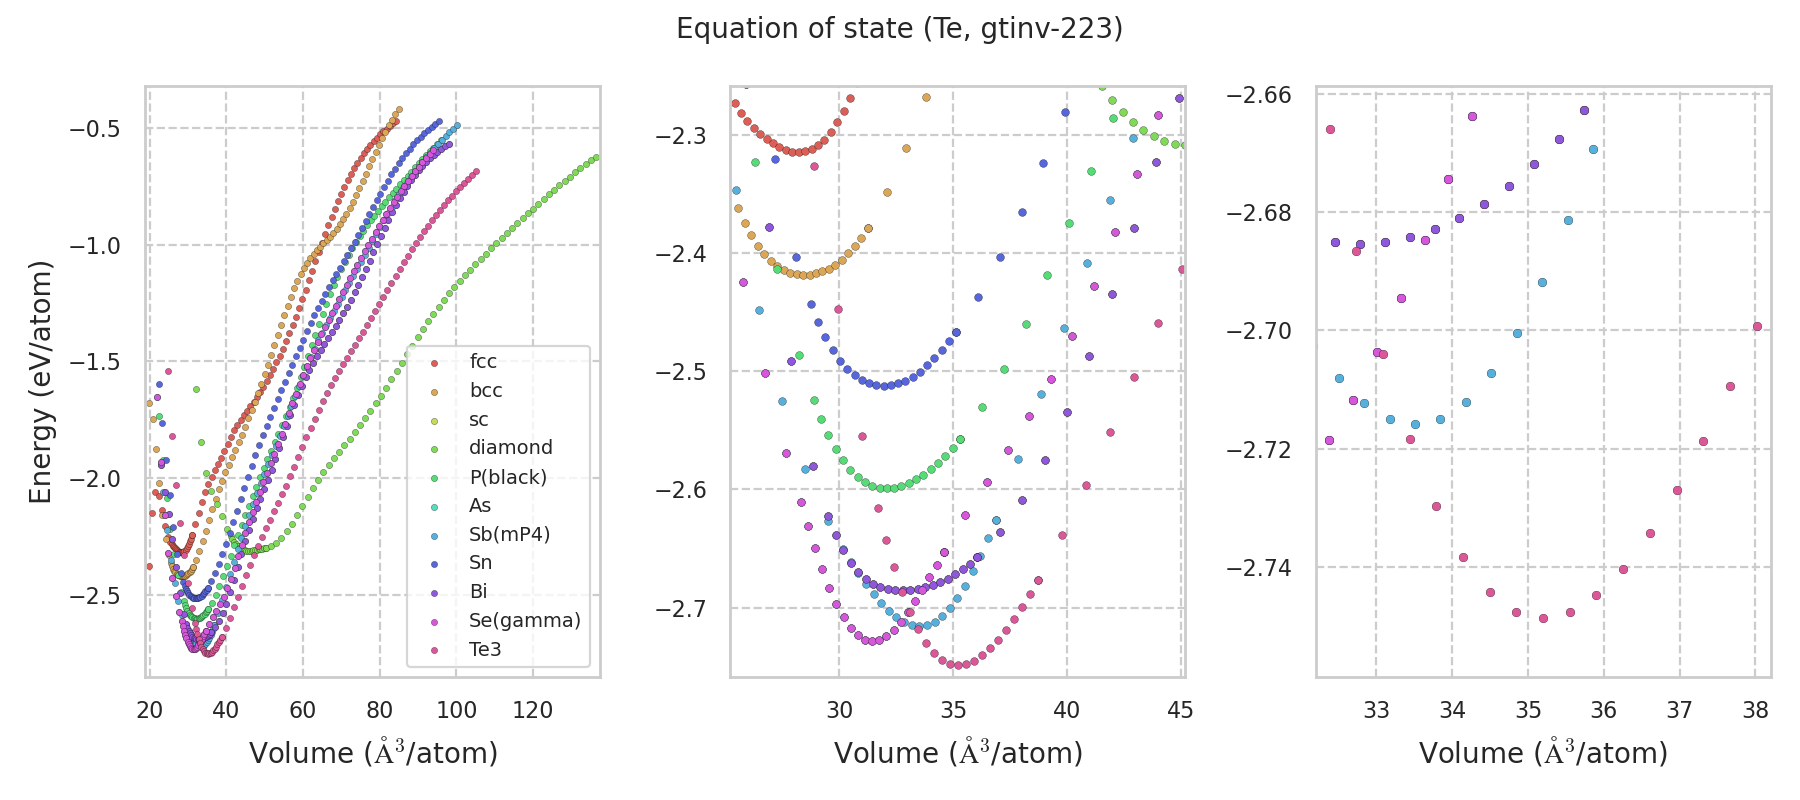 Equation of state (Te, gtinv-223)
Energy (eV/atom)
−0.5
−1.0
−1.5
−2.0
−2.5
20 40 60 80 100 120
Volume (Å³/atom)
fcc
bcc
sc
diamond
P(black)
As
Sb(mP4)
Sn
Bi
Se(gamma)
Te3
−2.3
−2.4
−2.5
−2.6
−2.7
30 35 40 45
Volume (Å³/atom)
−2.66
−2.68
−2.70
−2.72
−2.74
33 34 35 36 37 38
Volume (Å³/atom)